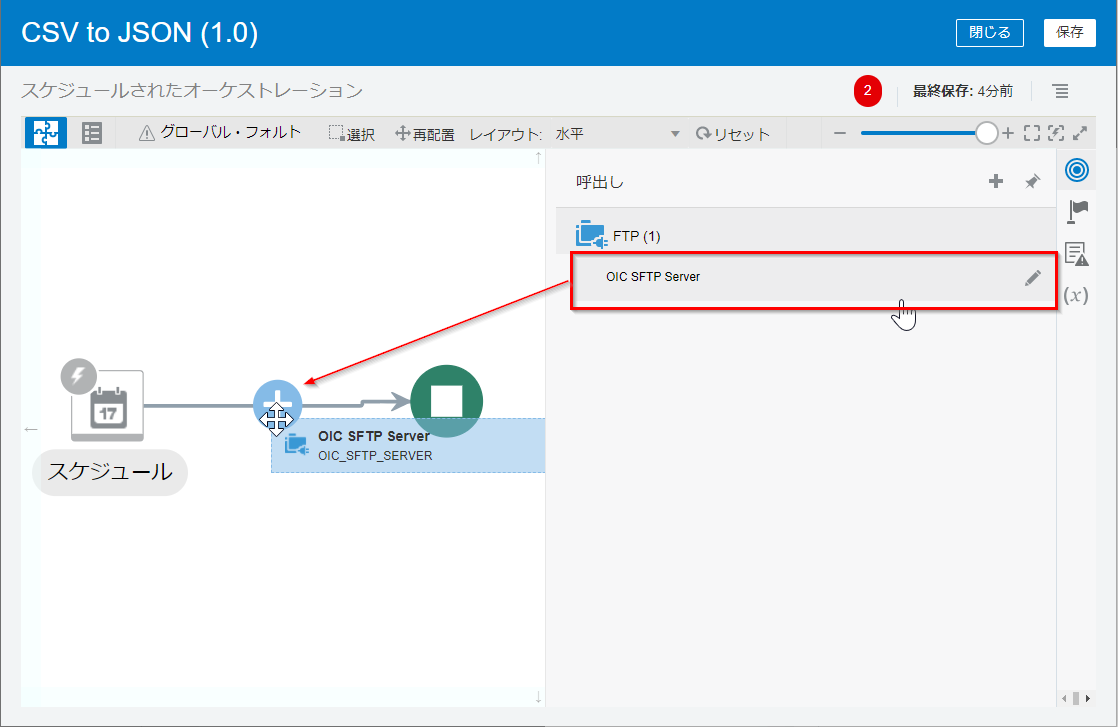 CSV to JSON (1.0)
閉じる
保存
スケジュールされたオーケストレーション
2
最終保存: 4分前
グローバル・フォルト
選択
再配置
レイアウト:
水平
リセット
呼出し
FTP (1)
OIC SFTP Server
(x)
17
スケジュール
OIC SFTP Server
OIC_SFTP_SERVER